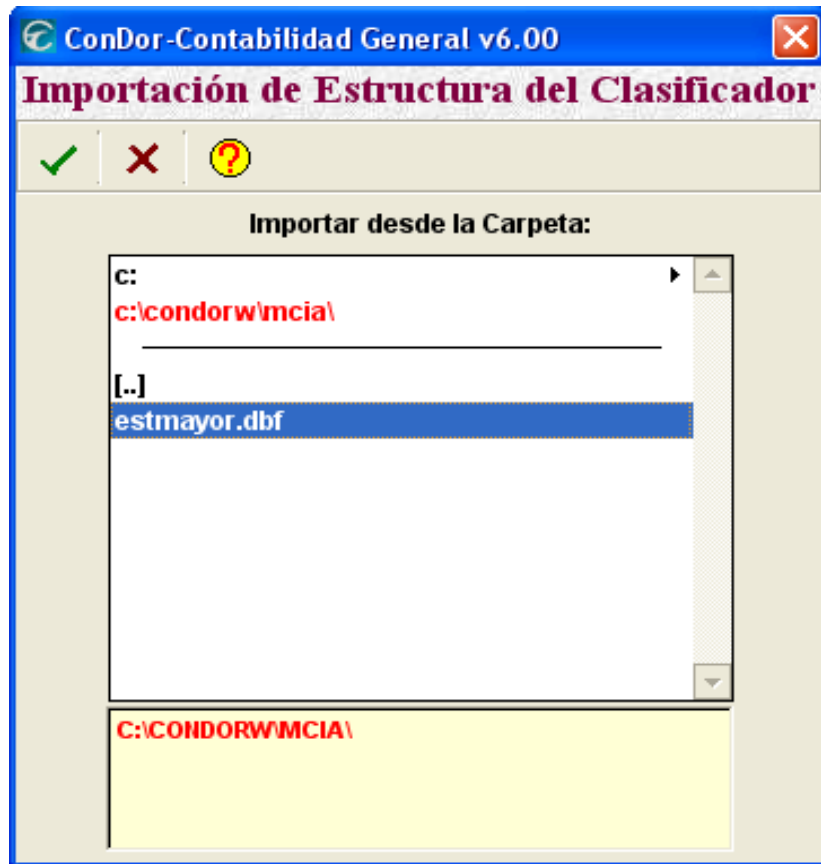 ConDor-Contabilidad General v6.00
Importación de Estructura del Clasificador
Importar desde la Carpeta:
c:
c:\condorw\mcia\
[..]
estmayor.dbf
C:\CONDORW\MCIA\